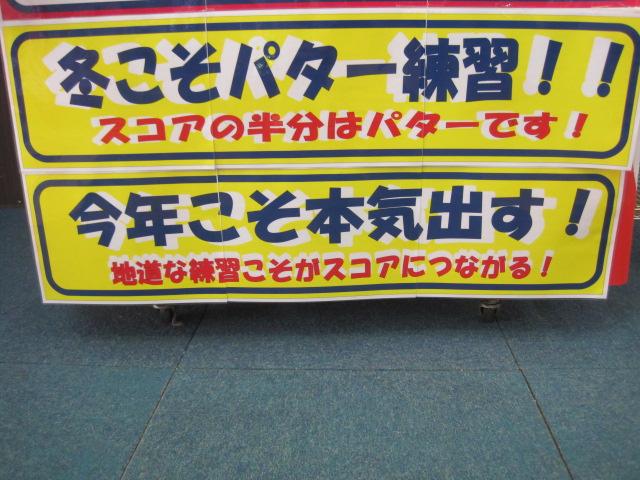 冬こそパター練習！！
スコアの半分はパターです！
今年こそ本気出す！
地道な練習こそがスコアにつながる！